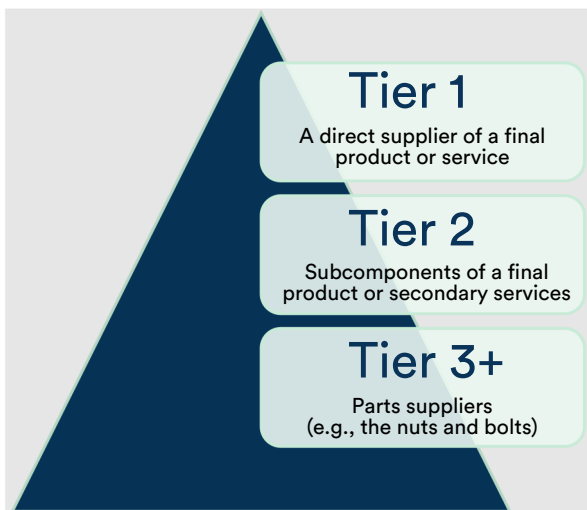 Tier 1
A direct supplier of a final
product or service
Tier 2
Subcomponents of a final
product or secondary services
Tier 3+
Parts suppliers
(e.g., the nuts and bolts)